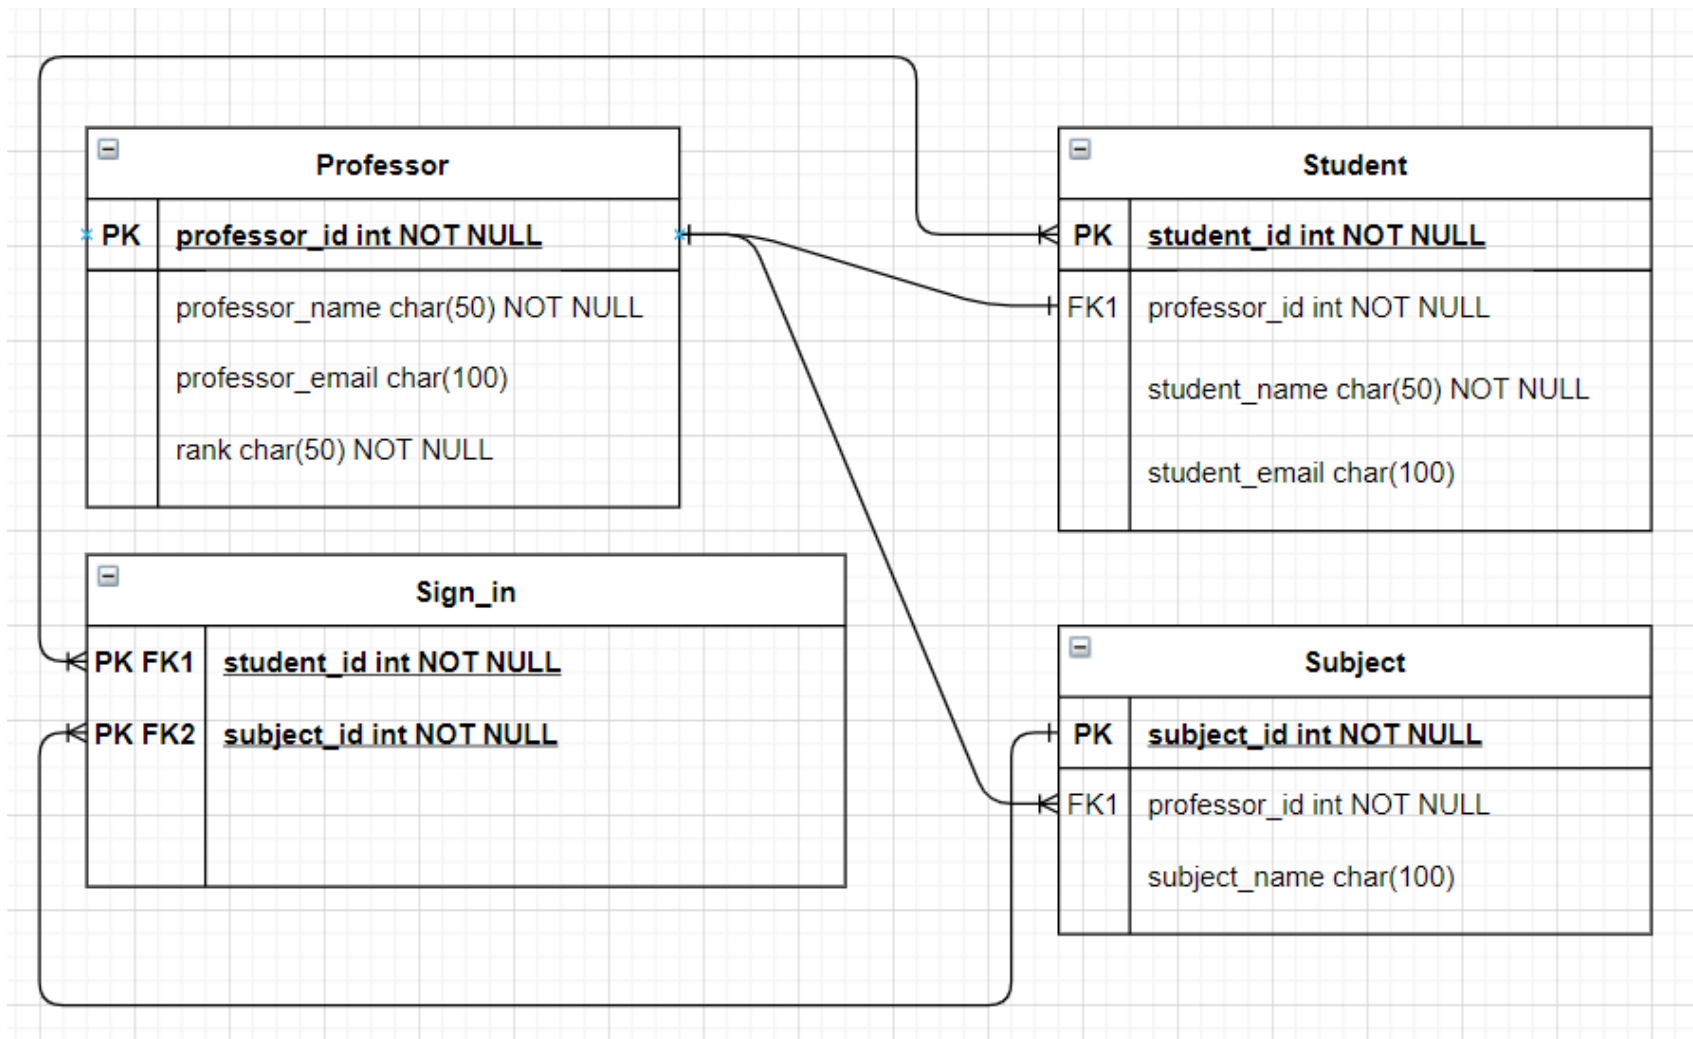 Professor
PK professor_id int NOT NULL
professor_name char(50) NOT NULL
professor_email char(100)
rank char(50) NOT NULL
Student
PK student_id int NOT NULL
FK1 professor_id int NOT NULL
student_name char(50) NOT NULL
student_email char(100)
Sign_in
PK FK1 student_id int NOT NULL
PK FK2 subject_id int NOT NULL
Subject
PK subject_id int NOT NULL
FK1 professor_id int NOT NULL
subject_name char(100)